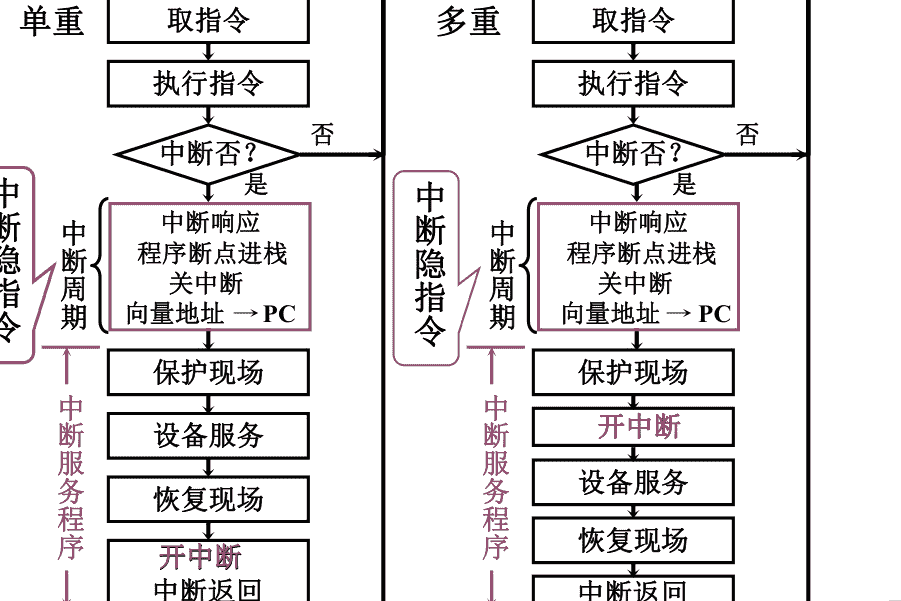 单重
取指令
执行指令
中断否？
否
是
中断隐指令
中断周期
中断响应
程序断点进栈
关中断
向量地址 → PC
中断服务程序
保护现场
设备服务
恢复现场
开中断
中断返回
多重
取指令
执行指令
中断否？
否
是
中断隐指令
中断周期
中断响应
程序断点进栈
关中断
向量地址 → PC
中断服务程序
保护现场
开中断
设备服务
恢复现场
中断返回